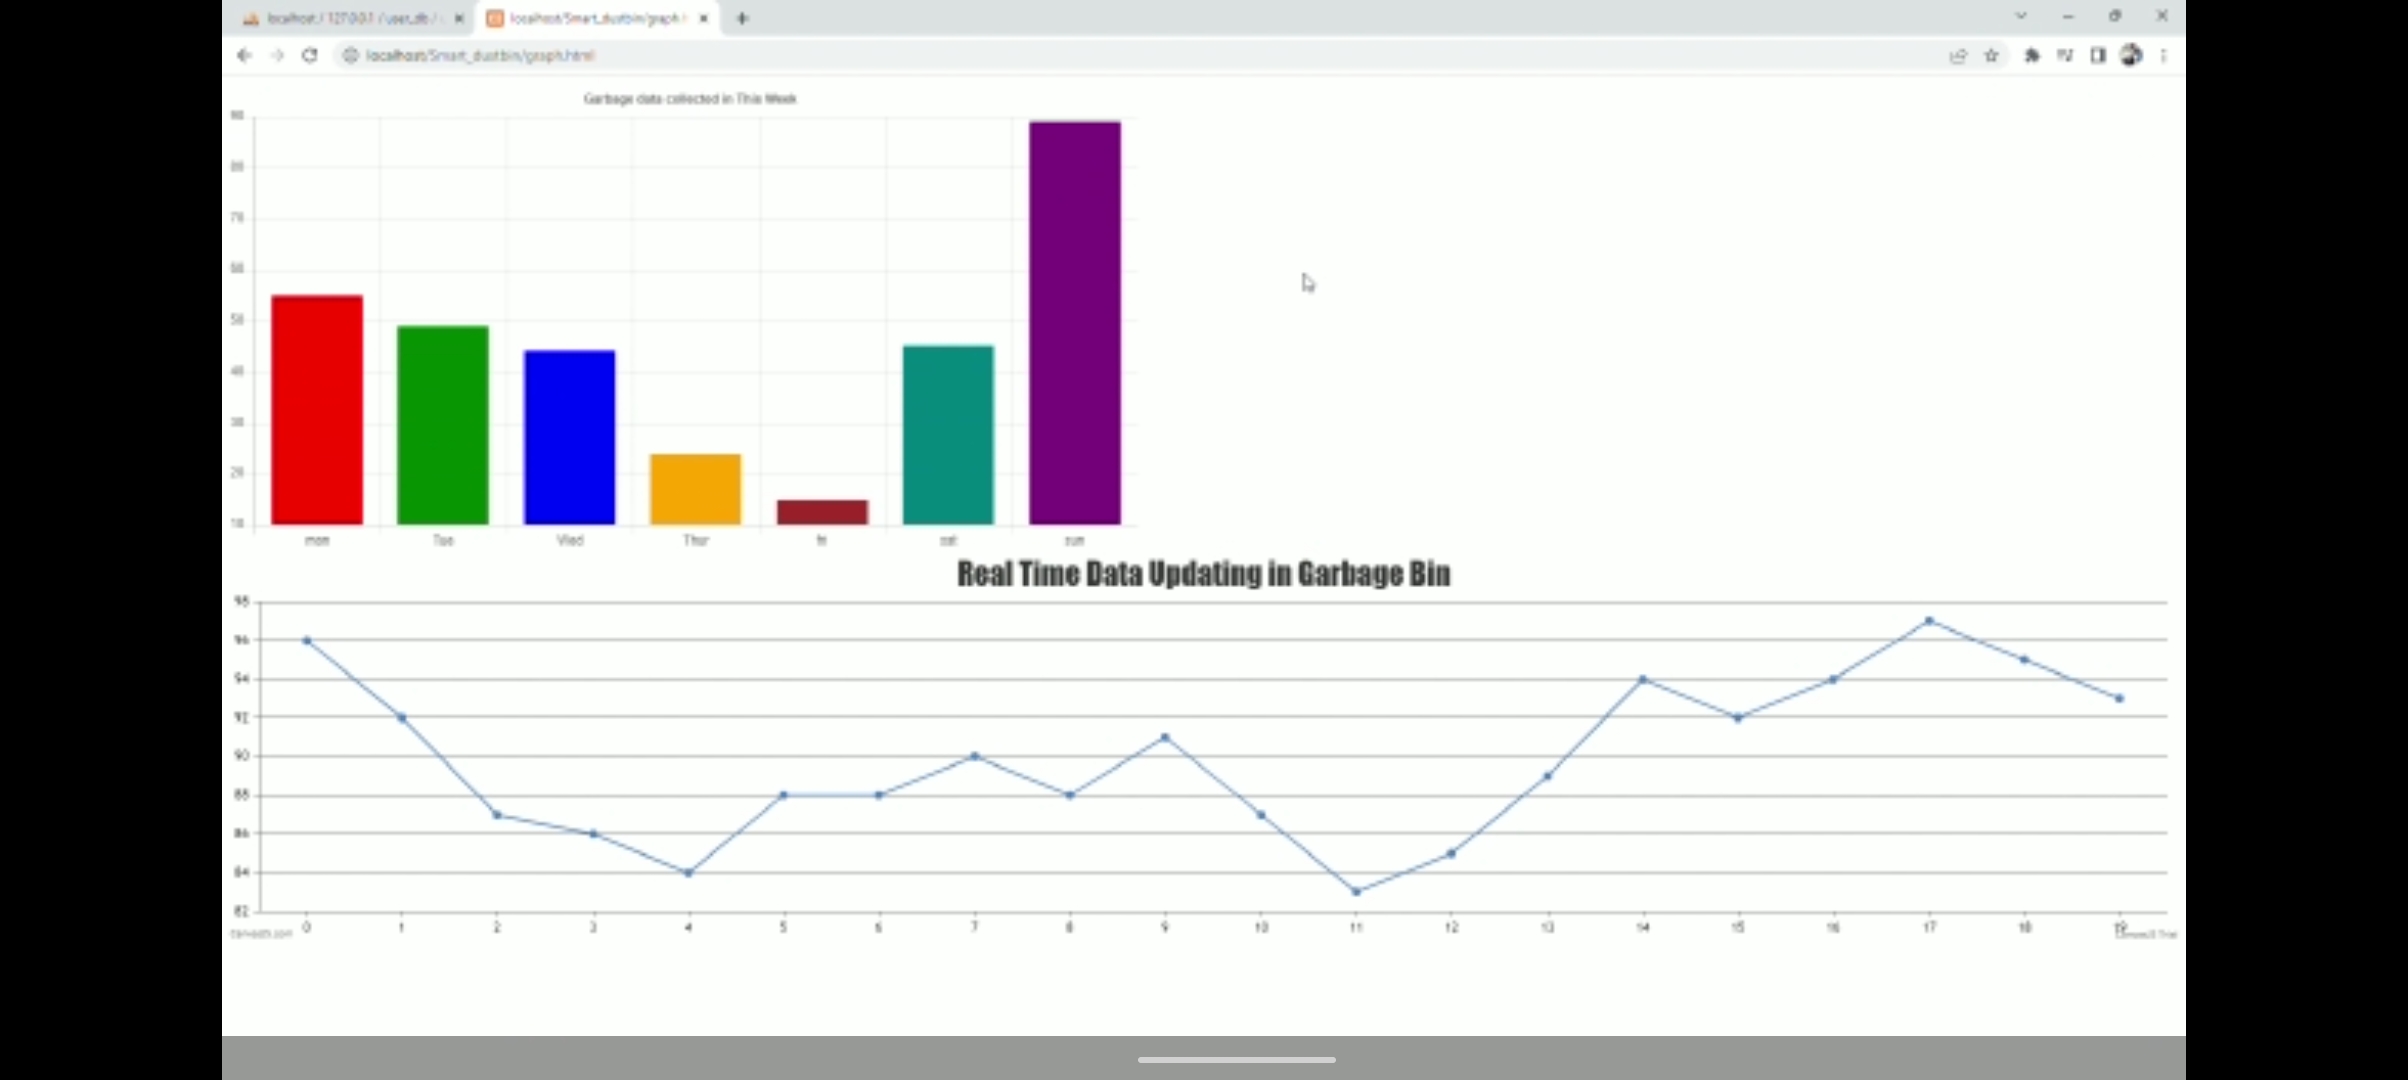 localhost / 127.0.0.1 / user_db /
localhost/Smart_dustbin/graph.h
localhost/Smart_dustbin/graph.html
Garbage data collected in This Week
90
80
70
60
50
40
30
20
10
mon Tue Wed Thur fri sat sun
Real Time Data Updating in Garbage Bin
98
96
94
92
90
88
86
84
82
0 1 2 3 4 5 6 7 8 9 10 11 12 13 14 15 16 17 18 19
CanvasJS.com
CanvasJS Trial